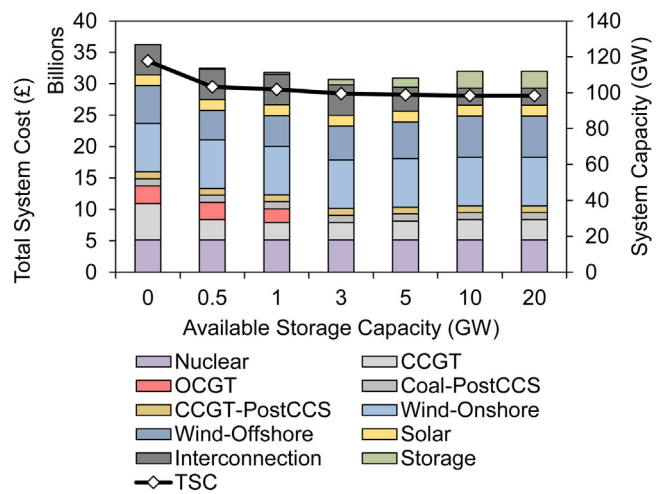 40
35
30
25
20
15
10
5
0
Total System Cost (£)
Billions
140
120
100
80
60
40
20
0
System Capacity (GW)
0 0.5 1 3 5 10 20
Available Storage Capacity (GW)
Nuclear CCGT
OCGT Coal-PostCCS
CCGT-PostCCS Wind-Onshore
Wind-Offshore Solar
Interconnection Storage
TSC